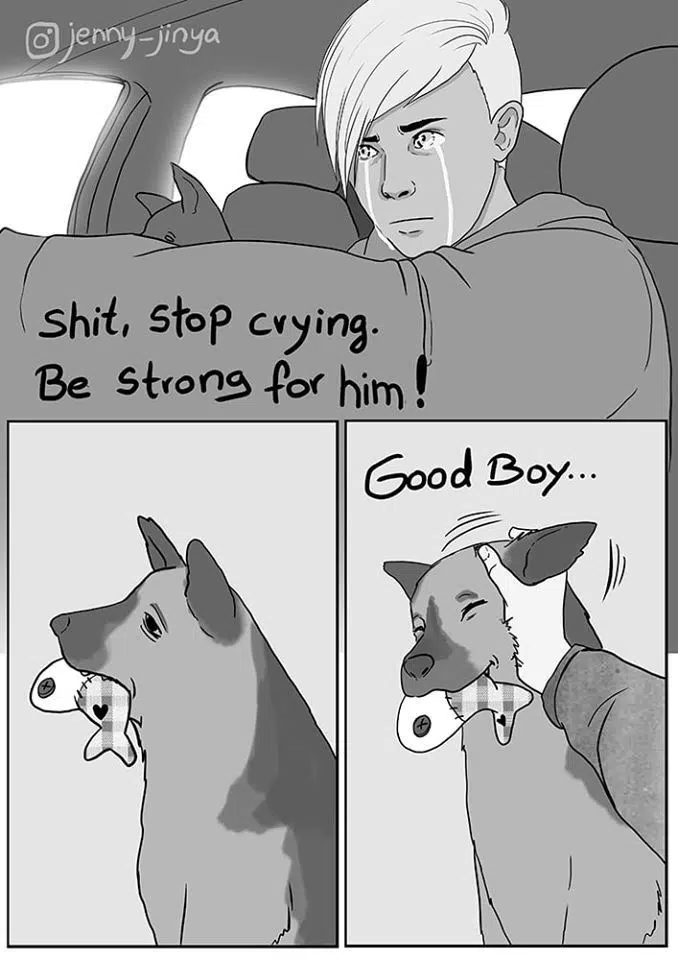 jenny_jinya
shit, stop crying.
Be strong for him!
Good Boy...